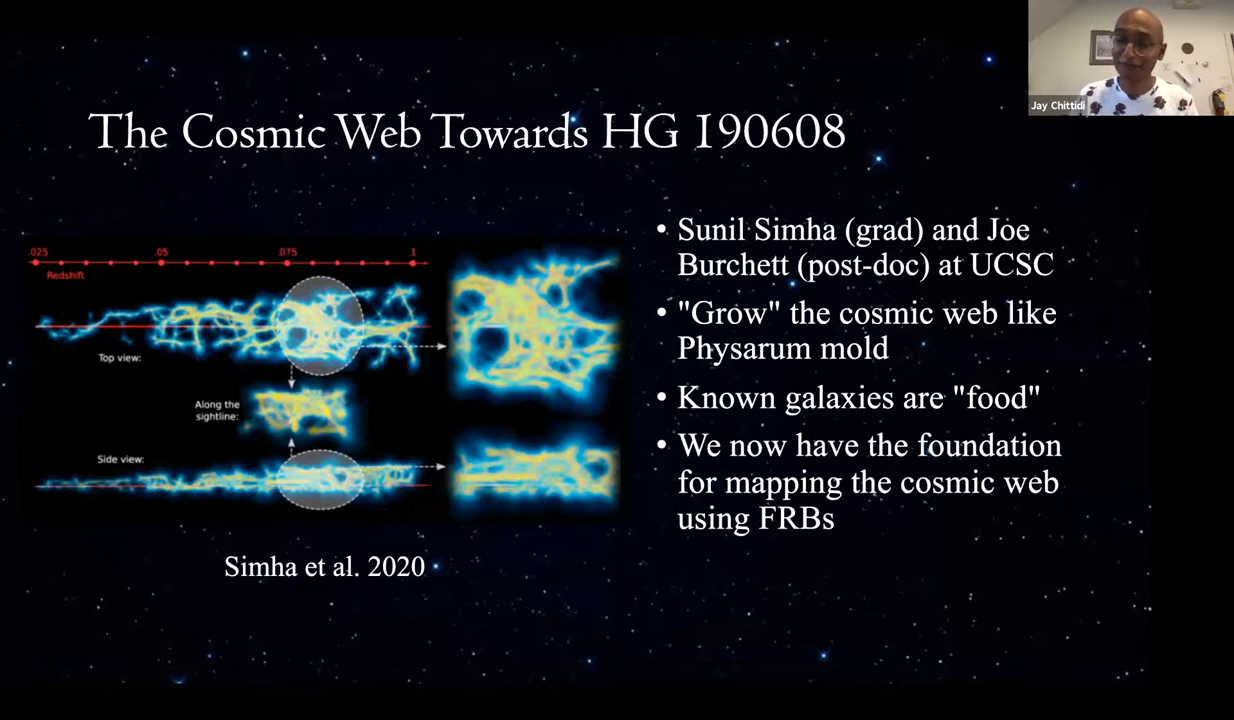 Jay Chittidi
The Cosmic Web Towards HG 190608
.025
.05
.075
.1
Redshift
Top view:
Along the
sightline:
Side view:
Simha et al. 2020
• Sunil Simha (grad) and Joe
Burchett (post-doc) at UCSC
• "Grow" the cosmic web like
Physarum mold
• Known galaxies are "food"
• We now have the foundation
for mapping the cosmic web
using FRBs